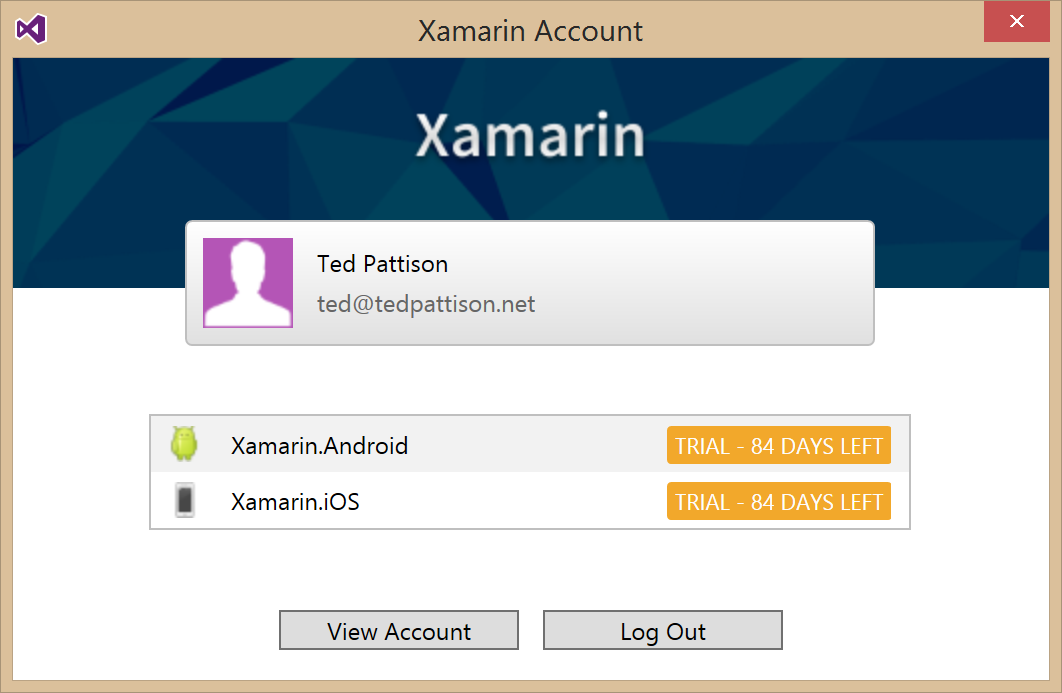 Xamarin Account
Xamarin
Ted Pattison
ted@tedpattison.net
Xamarin.Android TRIAL - 84 DAYS LEFT
Xamarin.iOS TRIAL - 84 DAYS LEFT
View Account Log Out